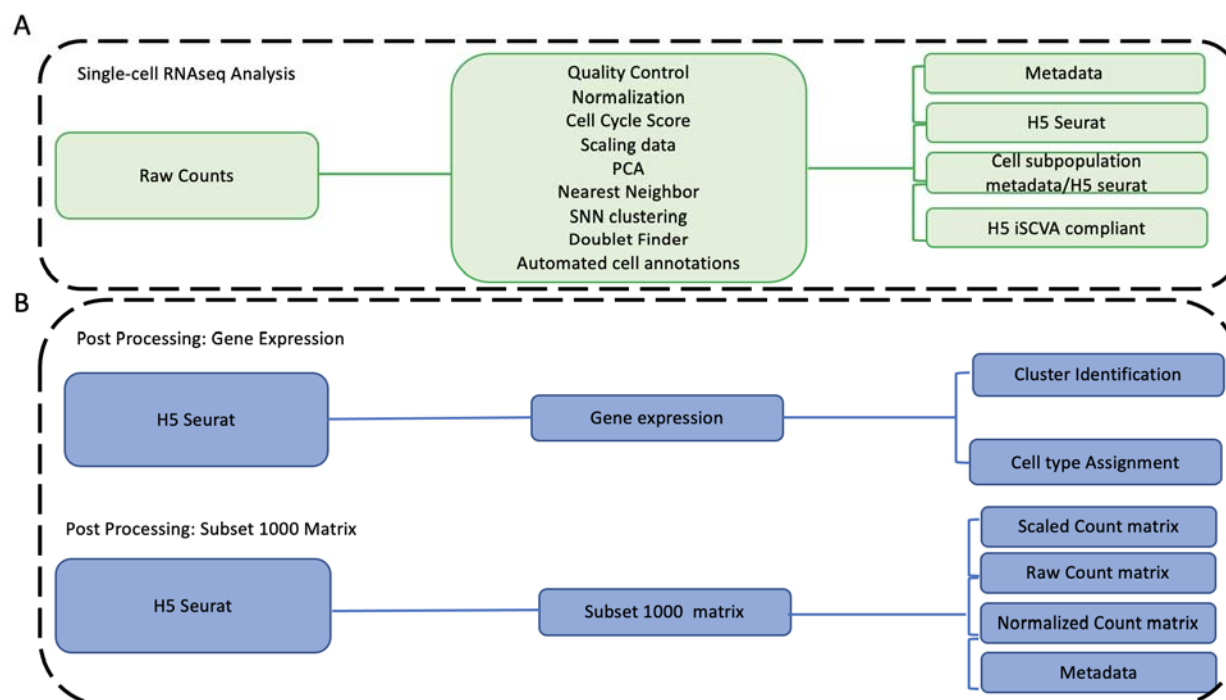 A
Single-cell RNAseq Analysis
Raw Counts
Quality Control
Normalization
Cell Cycle Score
Scaling data
PCA
Nearest Neighbor
SNN clustering
Doublet Finder
Automated cell annotations
Metadata
H5 Seurat
Cell subpopulation
metadata/H5 seurat
H5 iSCVA compliant
B
Post Processing: Gene Expression
H5 Seurat
Gene expression
Cluster Identification
Cell type Assignment
Post Processing: Subset 1000 Matrix
H5 Seurat
Subset 1000 matrix
Scaled Count matrix
Raw Count matrix
Normalized Count matrix
Metadata